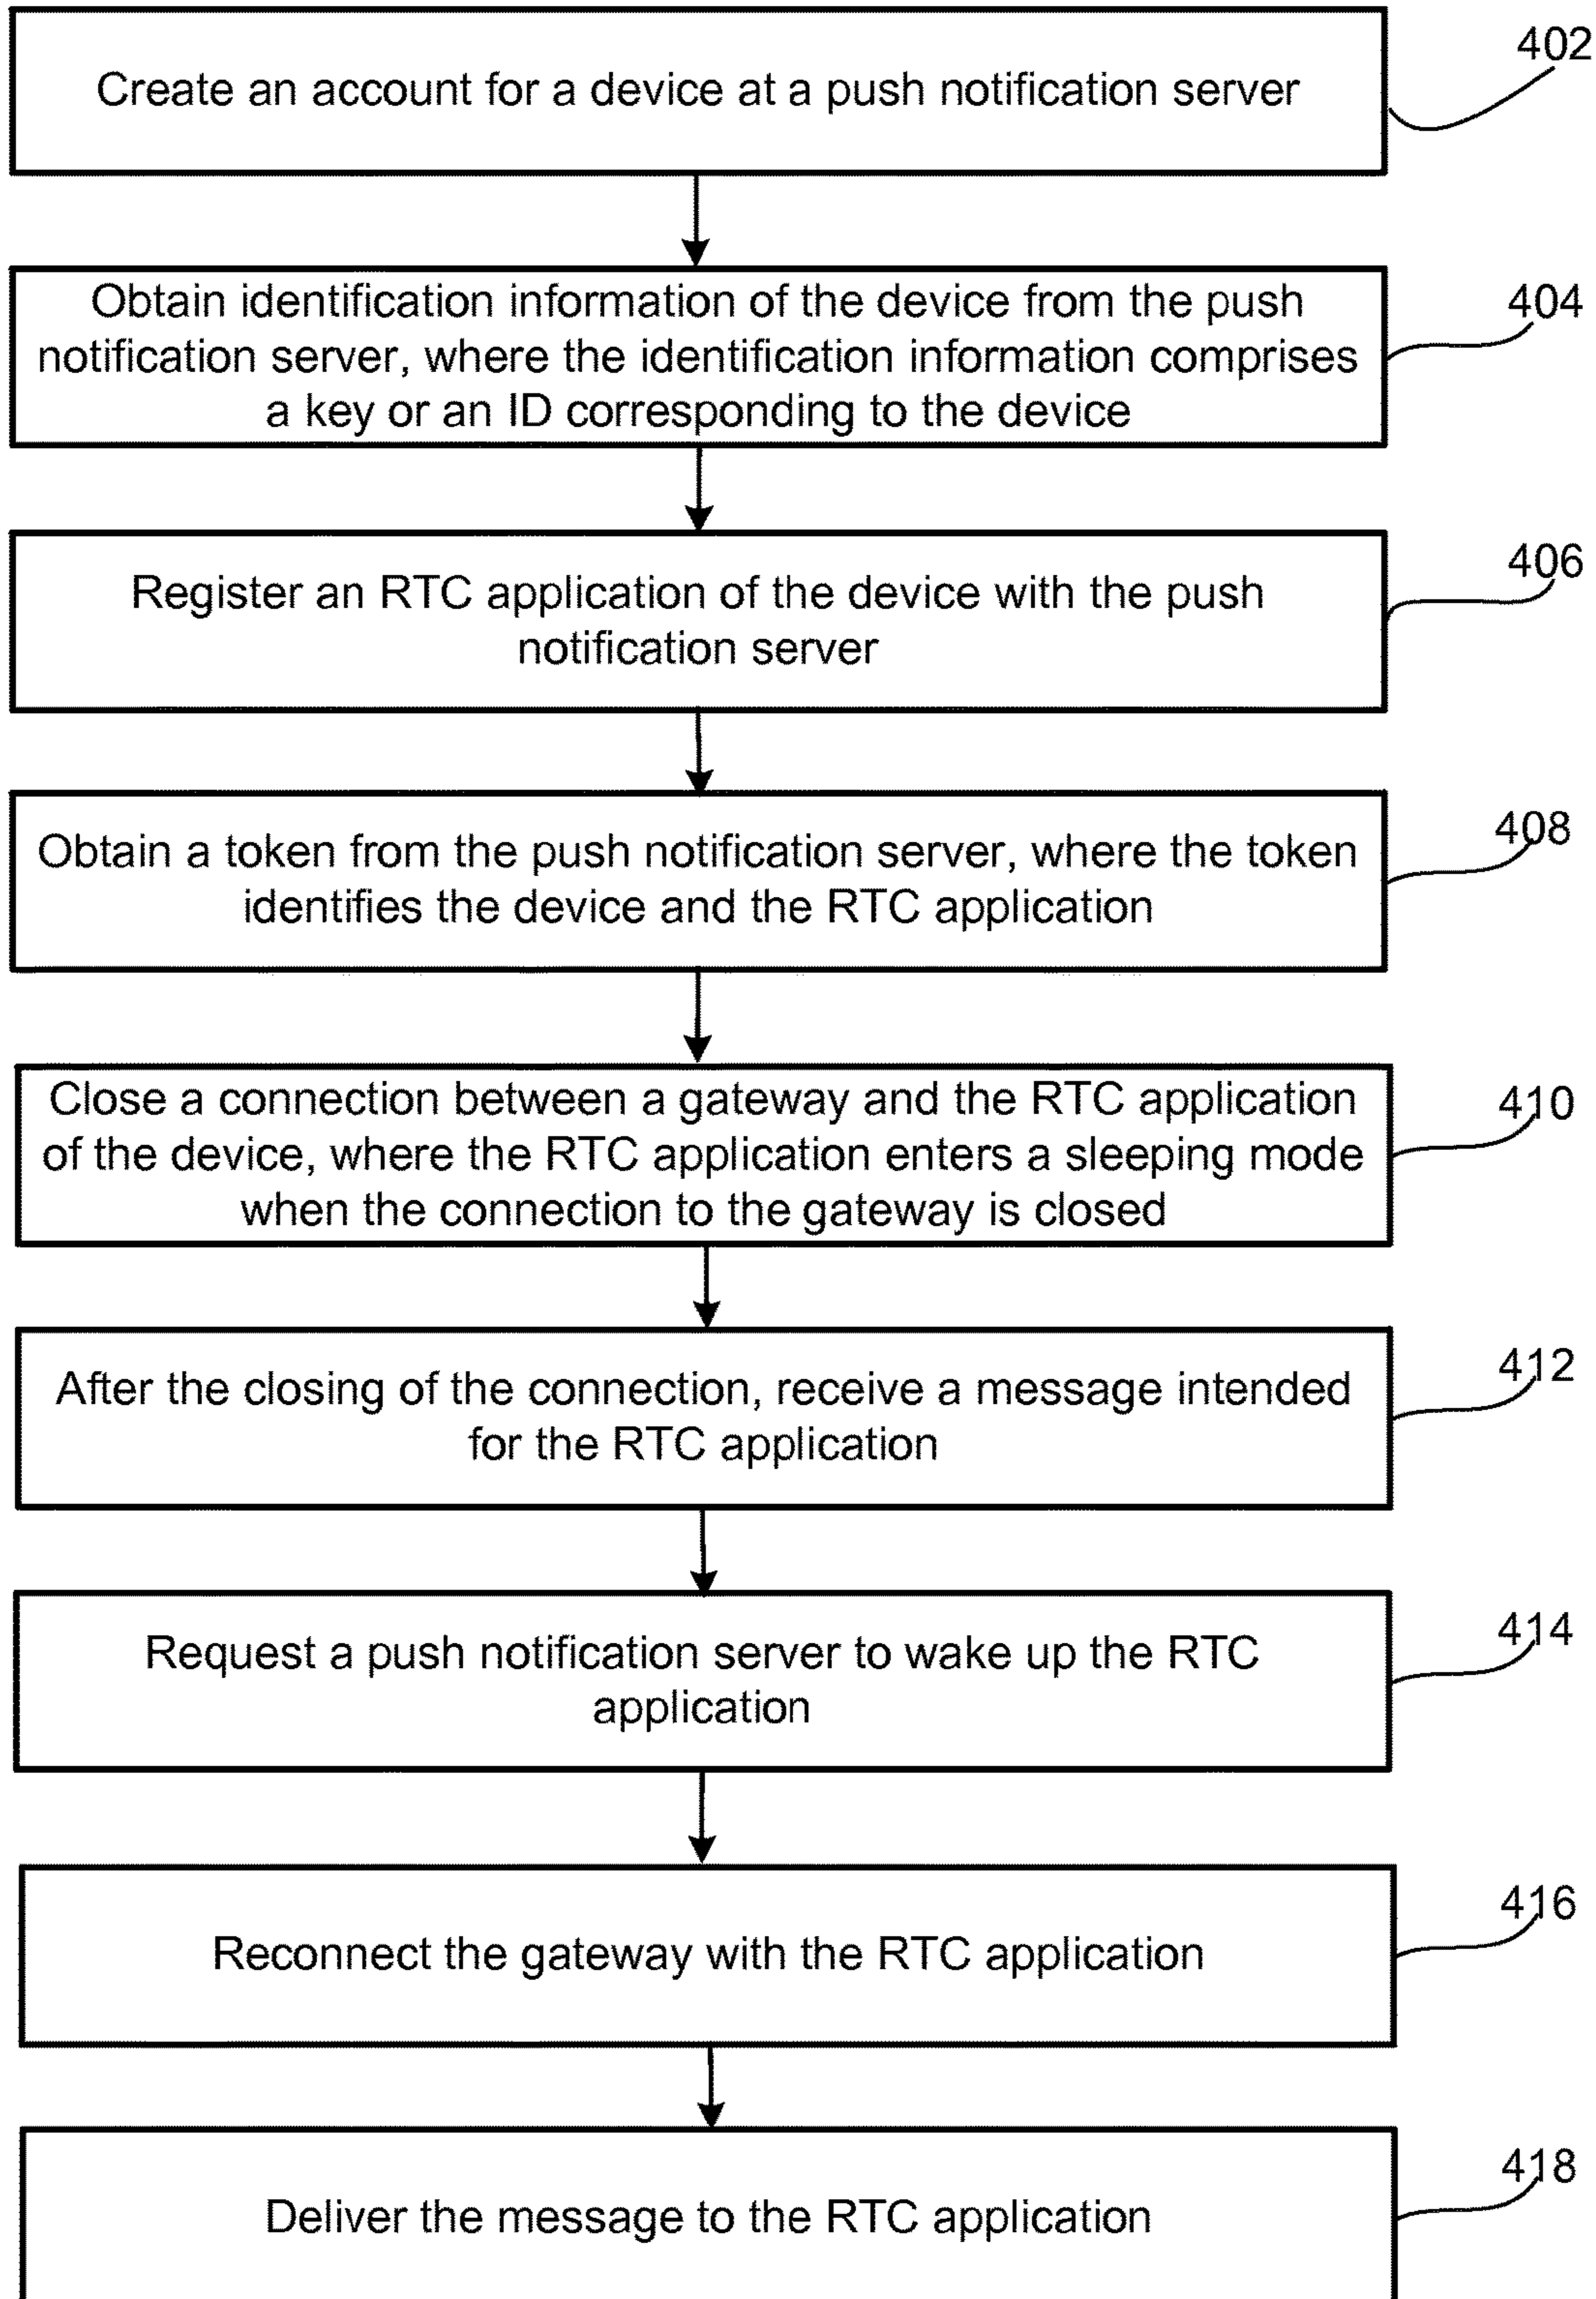 Create an account for a device at a push notification server
402
Obtain identification information of the device from the push
notification server, where the identification information comprises
a key or an ID corresponding to the device
404
Register an RTC application of the device with the push
notification server
406
Obtain a token from the push notification server, where the token
identifies the device and the RTC application
408
Close a connection between a gateway and the RTC application
of the device, where the RTC application enters a sleeping mode
when the connection to the gateway is closed
410
After the closing of the connection, receive a message intended
for the RTC application
412
Request a push notification server to wake up the RTC
application
414
Reconnect the gateway with the RTC application
416
Deliver the message to the RTC application
418